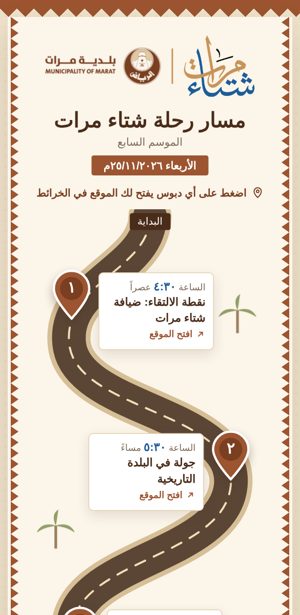 شتاء مرات
بلدية مرات
MUNICIPALITY OF MARAT
مسار رحلة شتاء مرات
الموسم السابع
الأربعاء ٢٥/١١/٢٠٢٦م
اضغط على أي دبوس يفتح لك الموقع في الخرائط
البداية
١
الساعة ٤:٣٠ عصراً
نقطة الالتقاء: ضيافة
شتاء مرات
افتح الموقع
٢
الساعة ٥:٣٠ مساءً
جولة في البلدة
التاريخية
افتح الموقع